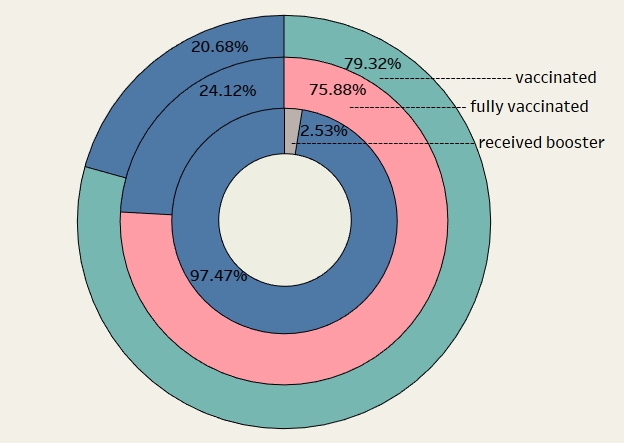 20.68%
79.32%
vaccinated
24.12%
75.88%
fully vaccinated
2.53%
received booster
97.47%